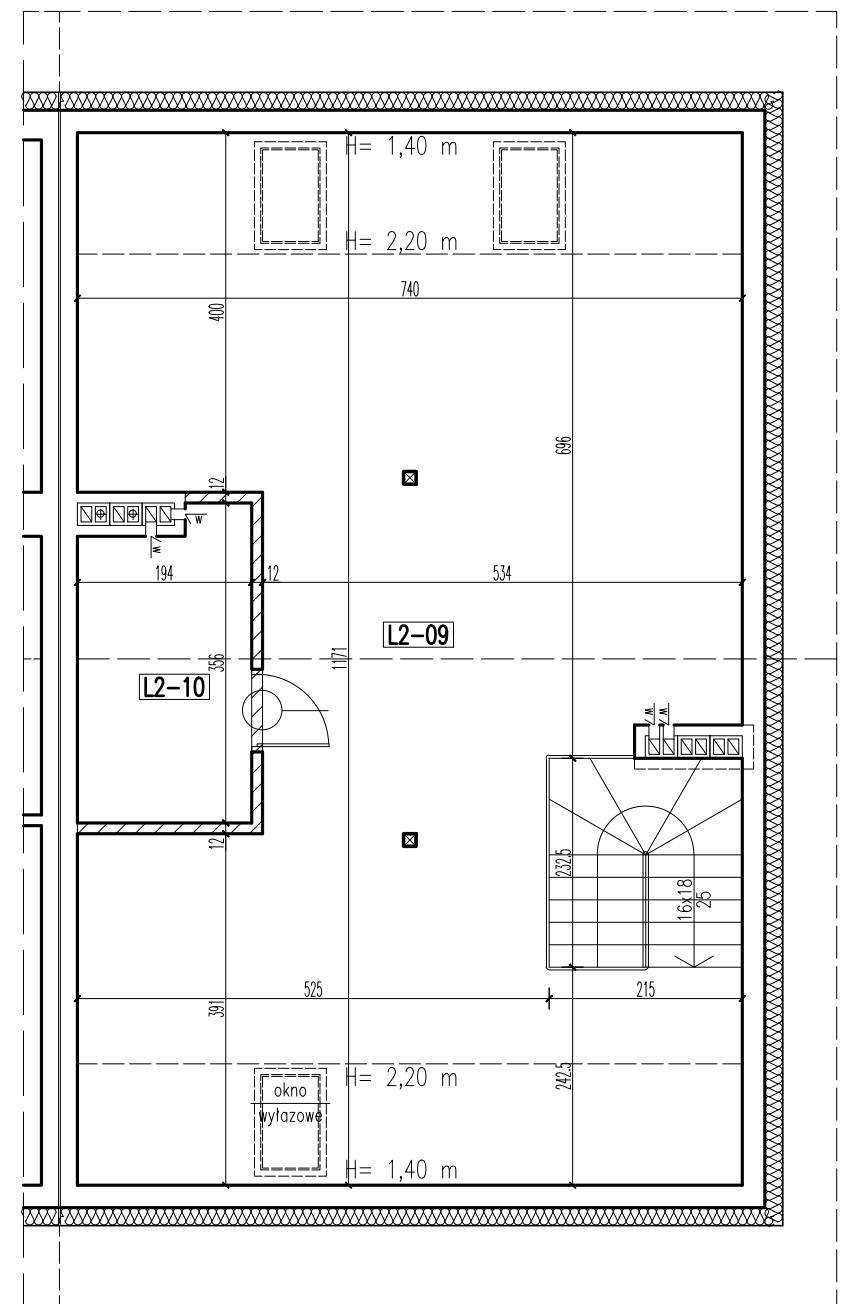 H= 1,40 m
H= 2,20 m
740
400
696
12
w
w
194
12
534
L2-09
356
1171
L2-10
w
w
12
232.5
16x18
25
525
215
391
242.5
H= 2,20 m
okno
wyłazowe
H= 1,40 m